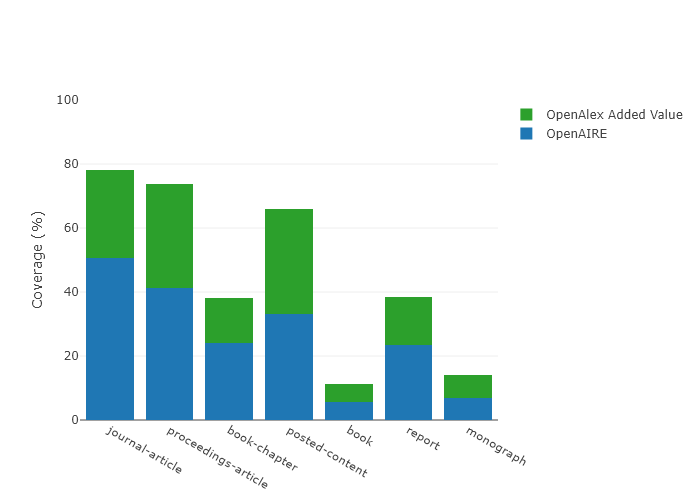 100
80
60
40
20
0
Coverage (%)
journal-article
proceedings-article
book-chapter
posted-content
book
report
monograph
OpenAlex Added Value
OpenAIRE